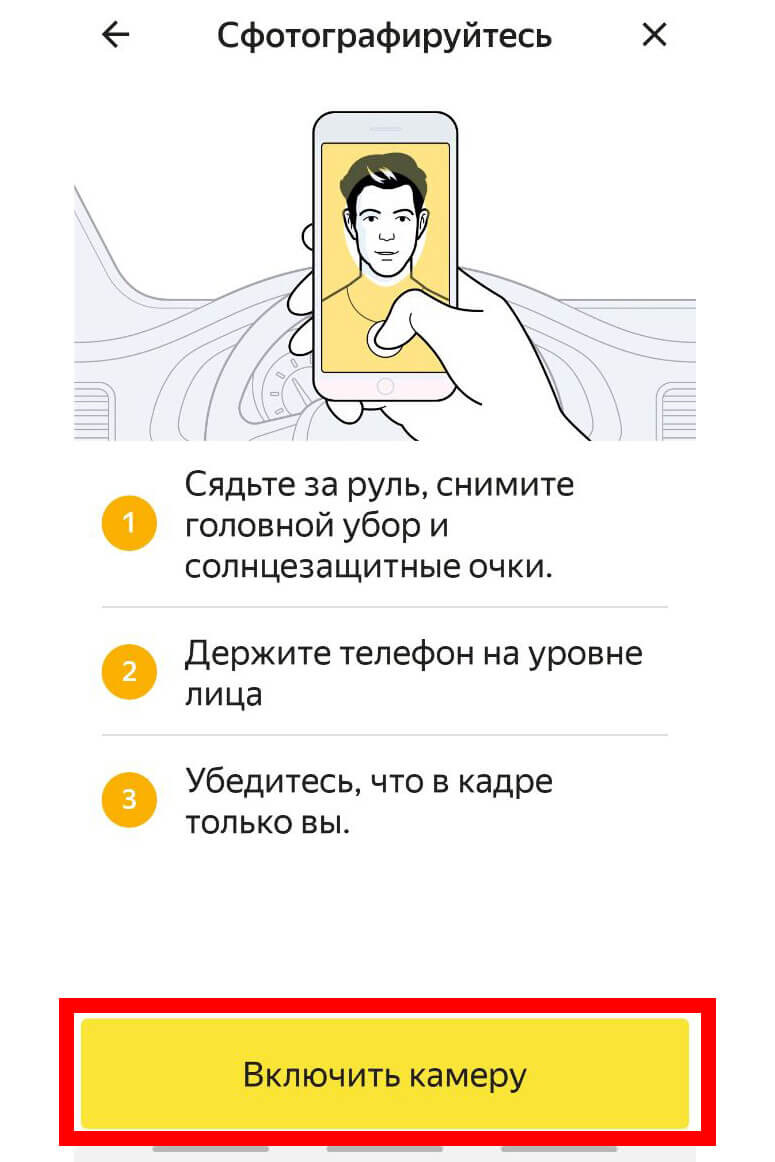 Сфотографируйтесь
1
Сядьте за руль, снимите
головной убор и
солнцезащитные очки.
2
Держите телефон на уровне
лица
3
Убедитесь, что в кадре
только вы.
Включить камеру